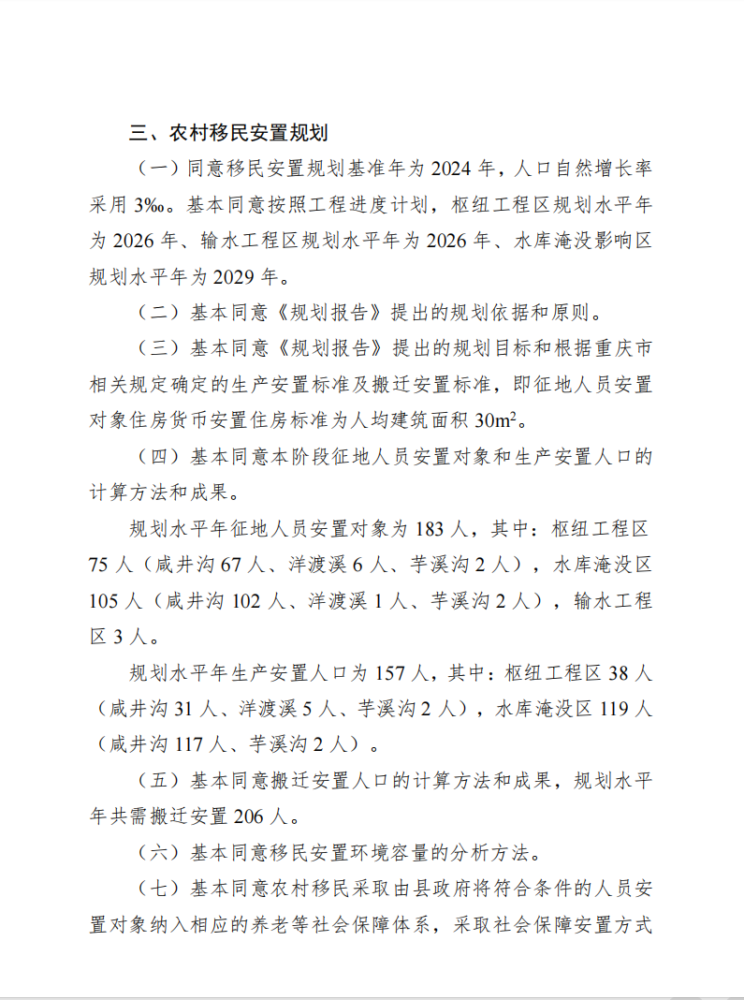 三、农村移民安置规划
（一）同意移民安置规划基准年为 2024 年，人口自然增长率
采用 3‰。基本同意按照工程进度计划，枢纽工程区规划水平年
为 2026 年、输水工程区规划水平年为 2026 年、水库淹没影响区
规划水平年为 2029 年。
（二）基本同意《规划报告》提出的规划依据和原则。
（三）基本同意《规划报告》提出的规划目标和根据重庆市
相关规定确定的生产安置标准及搬迁安置标准，即征地人员安置
对象住房货币安置住房标准为人均建筑面积 30m²。
（四）基本同意本阶段征地人员安置对象和生产安置人口的
计算方法和成果。
规划水平年征地人员安置对象为 183 人，其中：枢纽工程区
75 人（咸井沟 67 人、洋渡溪 6 人、芋溪沟 2 人），水库淹没区
105 人（咸井沟 102 人、洋渡溪 1 人、芋溪沟 2 人），输水工程
区 3 人。
规划水平年生产安置人口为 157 人，其中：枢纽工程区 38 人
（咸井沟 31 人、洋渡溪 5 人、芋溪沟 2 人），水库淹没区 119 人
（咸井沟 117 人、芋溪沟 2 人）。
（五）基本同意搬迁安置人口的计算方法和成果，规划水平
年共需搬迁安置 206 人。
（六）基本同意移民安置环境容量的分析方法。
（七）基本同意农村移民采取由县政府将符合条件的人员安
置对象纳入相应的养老等社会保障体系，采取社会保障安置方式